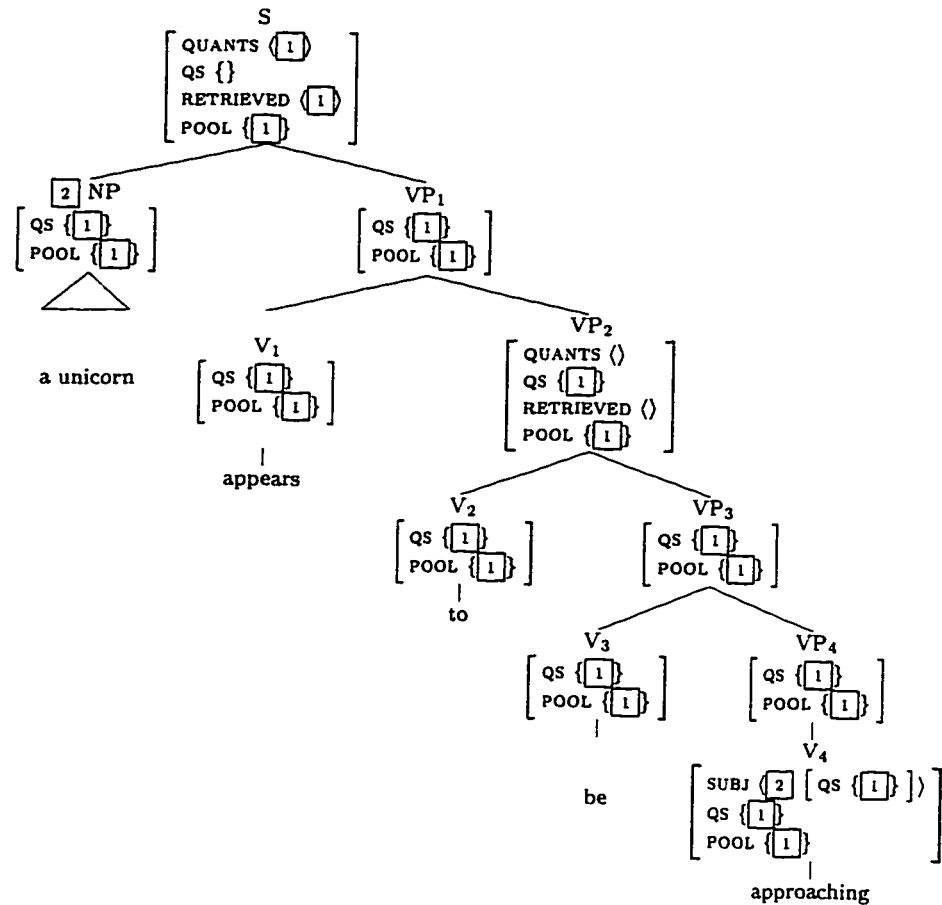 S
QUANTS ⟨[1]⟩
QS {}
RETRIEVED ⟨[1]⟩
POOL {[1]}
[2] NP
QS {[1]}
POOL {[1]}
a unicorn
VP₁
QS {[1]}
POOL {[1]}
V₁
QS {[1]}
POOL {[1]}
appears
VP₂
QUANTS ⟨⟩
QS {[1]}
RETRIEVED ⟨⟩
POOL {[1]}
V₂
QS {[1]}
POOL {[1]}
to
VP₃
QS {[1]}
POOL {[1]}
V₃
QS {[1]}
POOL {[1]}
be
VP₄
QS {[1]}
POOL {[1]}
V₄
SUBJ ⟨[2] [QS {[1]}]⟩
QS {[1]}
POOL {[1]}
approaching